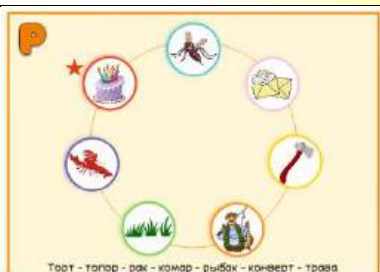 Р
Торт - топор - рак - комар - рыбак - конверт - трава